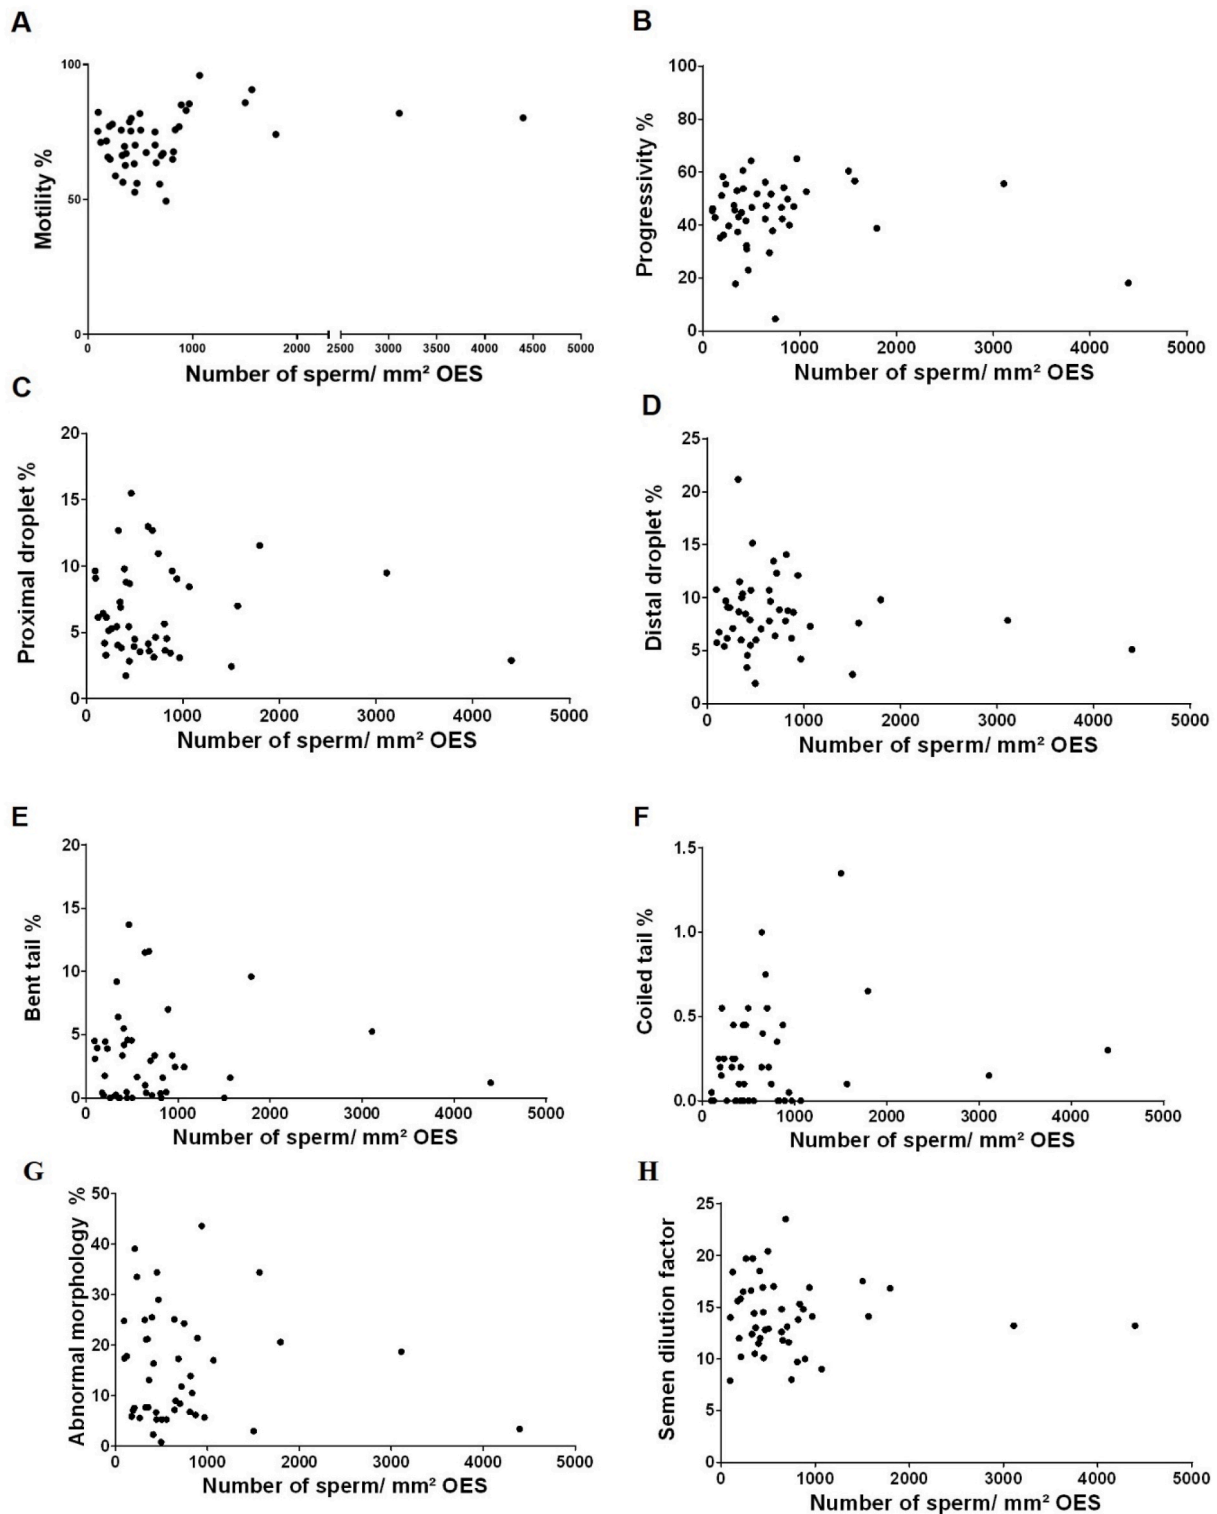 A
100
50
0
Motility %
0 1000 2000 2500 3000 3500 4000 4500 5000
Number of sperm/ mm² OES
B
100
80
60
40
20
0
Progressivity %
0 1000 2000 3000 4000 5000
Number of sperm/ mm² OES
C
20
15
10
5
0
Proximal droplet %
0 1000 2000 3000 4000 5000
Number of sperm/ mm² OES
D
25
20
15
10
5
0
Distal droplet %
0 1000 2000 3000 4000 5000
Number of sperm/ mm² OES
E
20
15
10
5
0
Bent tail %
0 1000 2000 3000 4000 5000
Number of sperm/ mm² OES
F
1.5
1.0
0.5
0.0
Coiled tail %
0 1000 2000 3000 4000 5000
Number of sperm/ mm² OES
G
50
40
30
20
10
0
Abnormal morphology %
0 1000 2000 3000 4000 5000
Number of sperm/ mm² OES
H
25
20
15
10
5
0
Semen dilution factor
0 1000 2000 3000 4000 5000
Number of sperm/ mm² OES